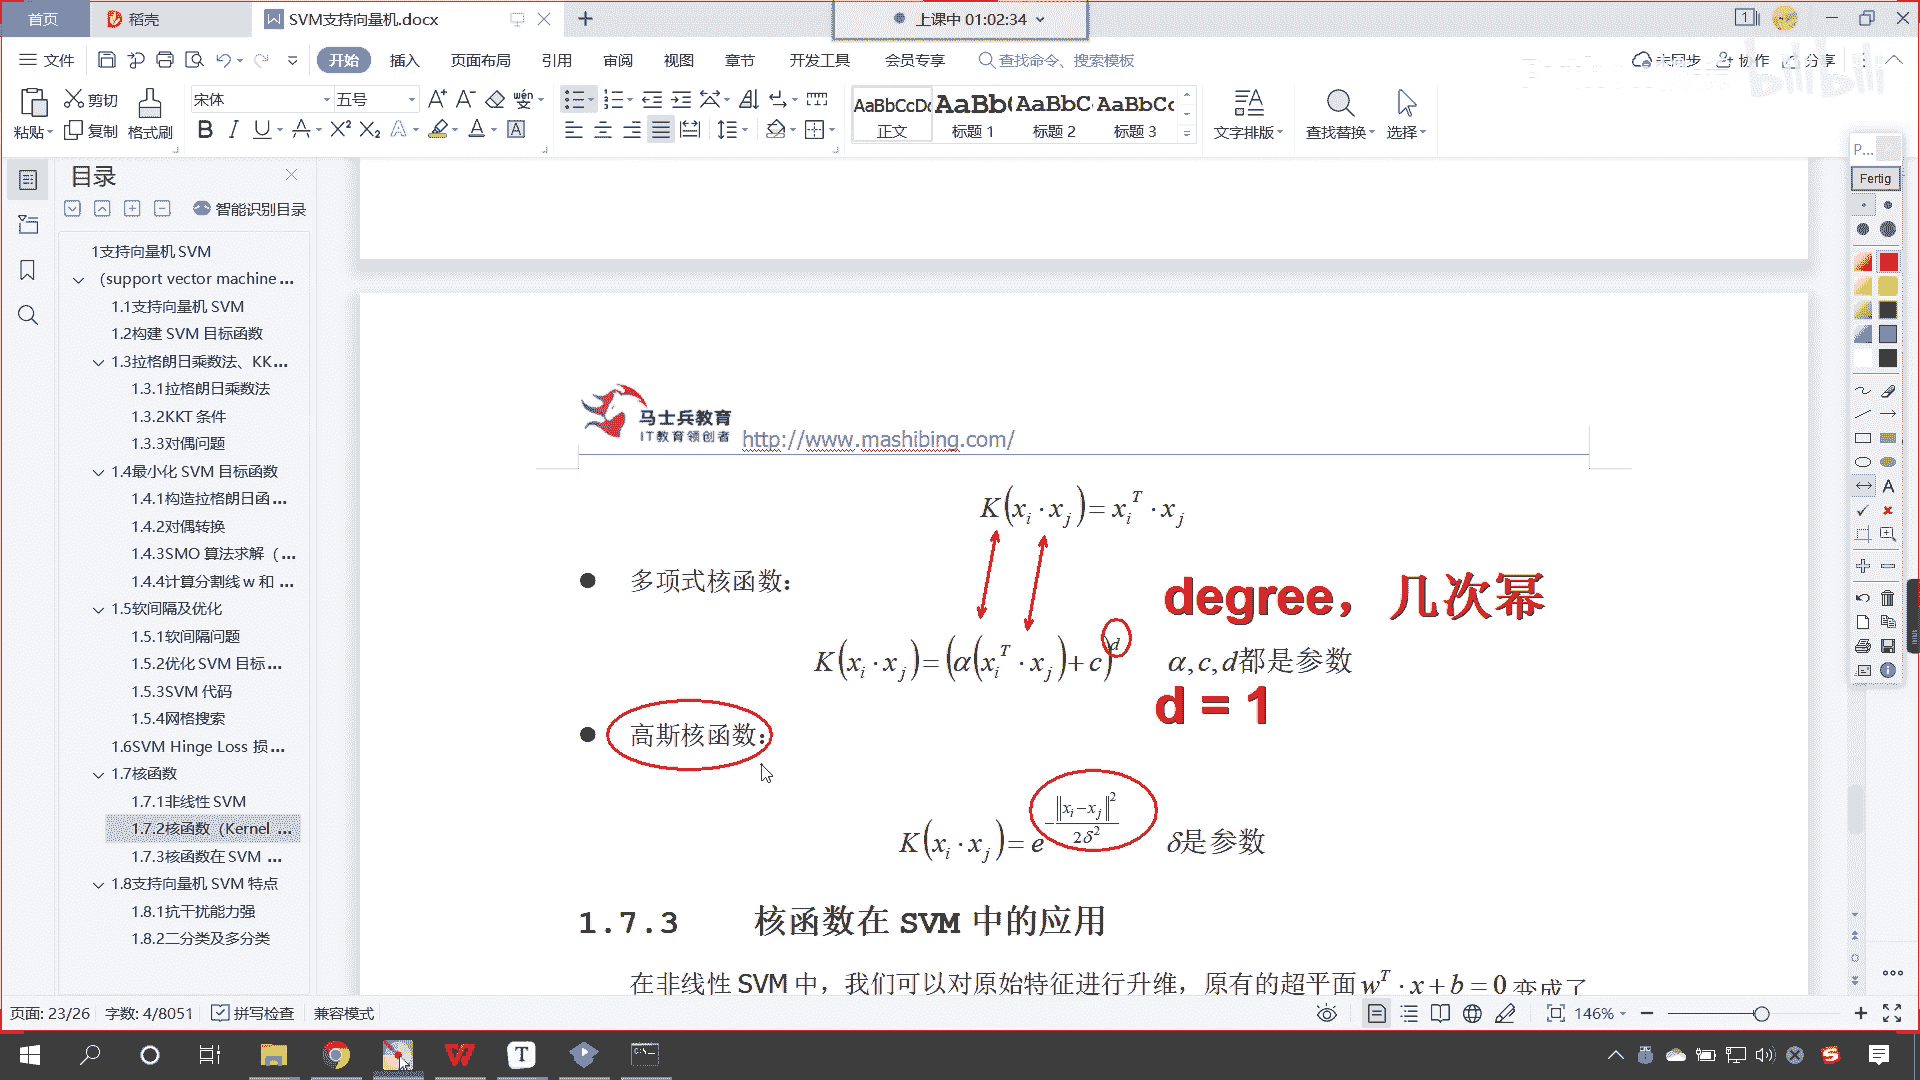 首页
稻壳
SVM支持向量机.docx
上课中 01:02:34
文件
开始 插入 页面布局 引用 审阅 视图 章节 开发工具 会员专享 查找命令、搜索模板
未同步 协作 分享
bilibili
粘贴 剪切 复制 格式刷
宋体 五号
AaBbCcDd AaBb( AaBbC AaBbCc
正文 标题 1 标题 2 标题 3
文字排版 查找替换 选择
目录
智能识别目录
1支持向量机 SVM
(support vector machine ...
1.1支持向量机 SVM
1.2构建 SVM 目标函数
1.3拉格朗日乘数法、KK...
1.3.1拉格朗日乘数法
1.3.2KKT 条件
1.3.3对偶问题
1.4最小化 SVM 目标函数
1.4.1构造拉格朗日函 ...
1.4.2对偶转换
1.4.3SMO 算法求解（ ...
1.4.4计算分割线 w 和 ...
1.5软间隔及优化
1.5.1软间隔问题
1.5.2优化 SVM 目标 ...
1.5.3SVM 代码
1.5.4网格搜索
1.6SVM Hinge Loss 损 ...
1.7核函数
1.7.1非线性 SVM
1.7.2核函数（Kernel ...
1.7.3核函数在 SVM ...
1.8支持向量机 SVM 特点
1.8.1抗干扰能力强
1.8.2二分类及多分类
P...
Fertig
马士兵教育
IT教育领创者
http://www.mashibing.com/
K(x_i · x_j) = x_i^T · x_j
● 多项式核函数：
degree，几次幂
K(x_i · x_j) = (α(x_i^T · x_j) + c)^d α, c, d都是参数
d = 1
● 高斯核函数：
K(x_i · x_j) = e^{-\frac{‖x_i - x_j‖^2}{2δ^2}} δ是参数
1.7.3 核函数在 SVM 中的应用
在非线性 SVM 中，我们可以对原始特征进行升维，原有的超平面 w^T · x + b = 0 变成了
页面: 23/26 字数: 4/8051 拼写检查 兼容模式
146%